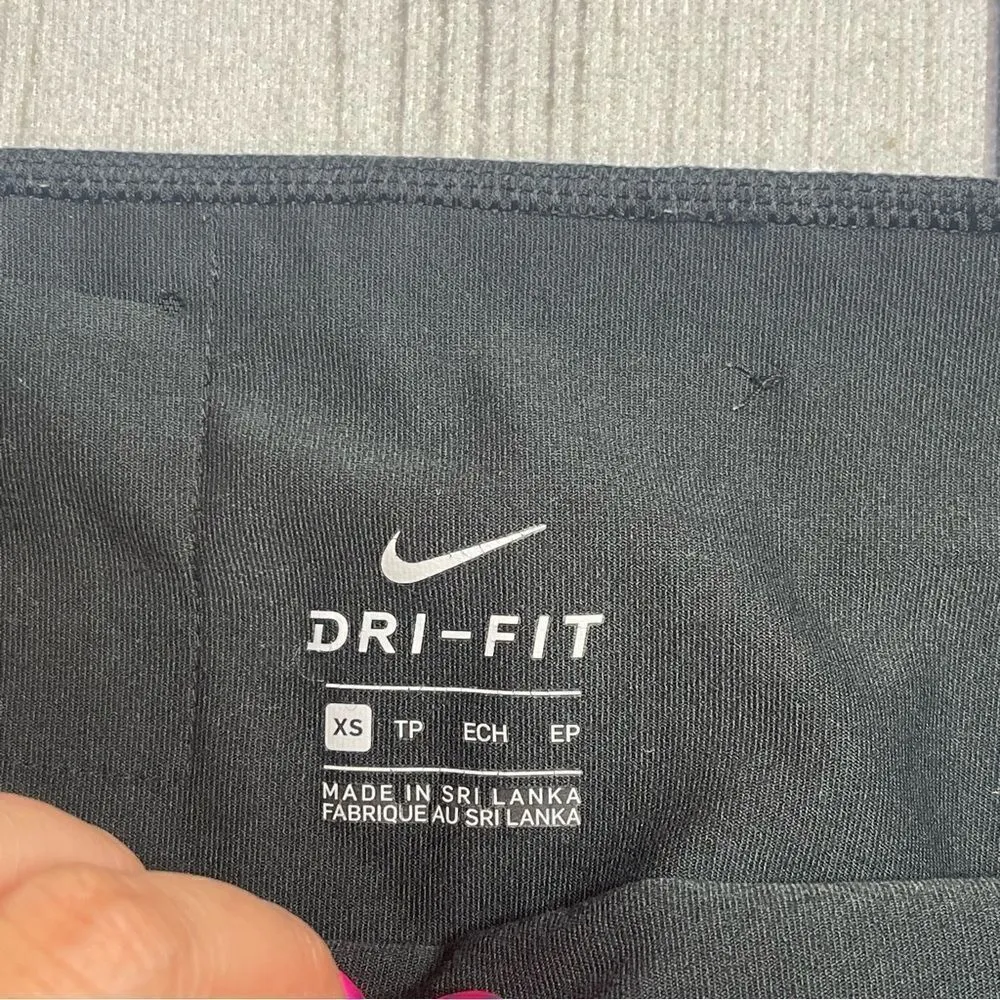 DRI-FIT
XS TP ECH EP
MADE IN SRI LANKA
FABRIQUE AU SRI LANKA